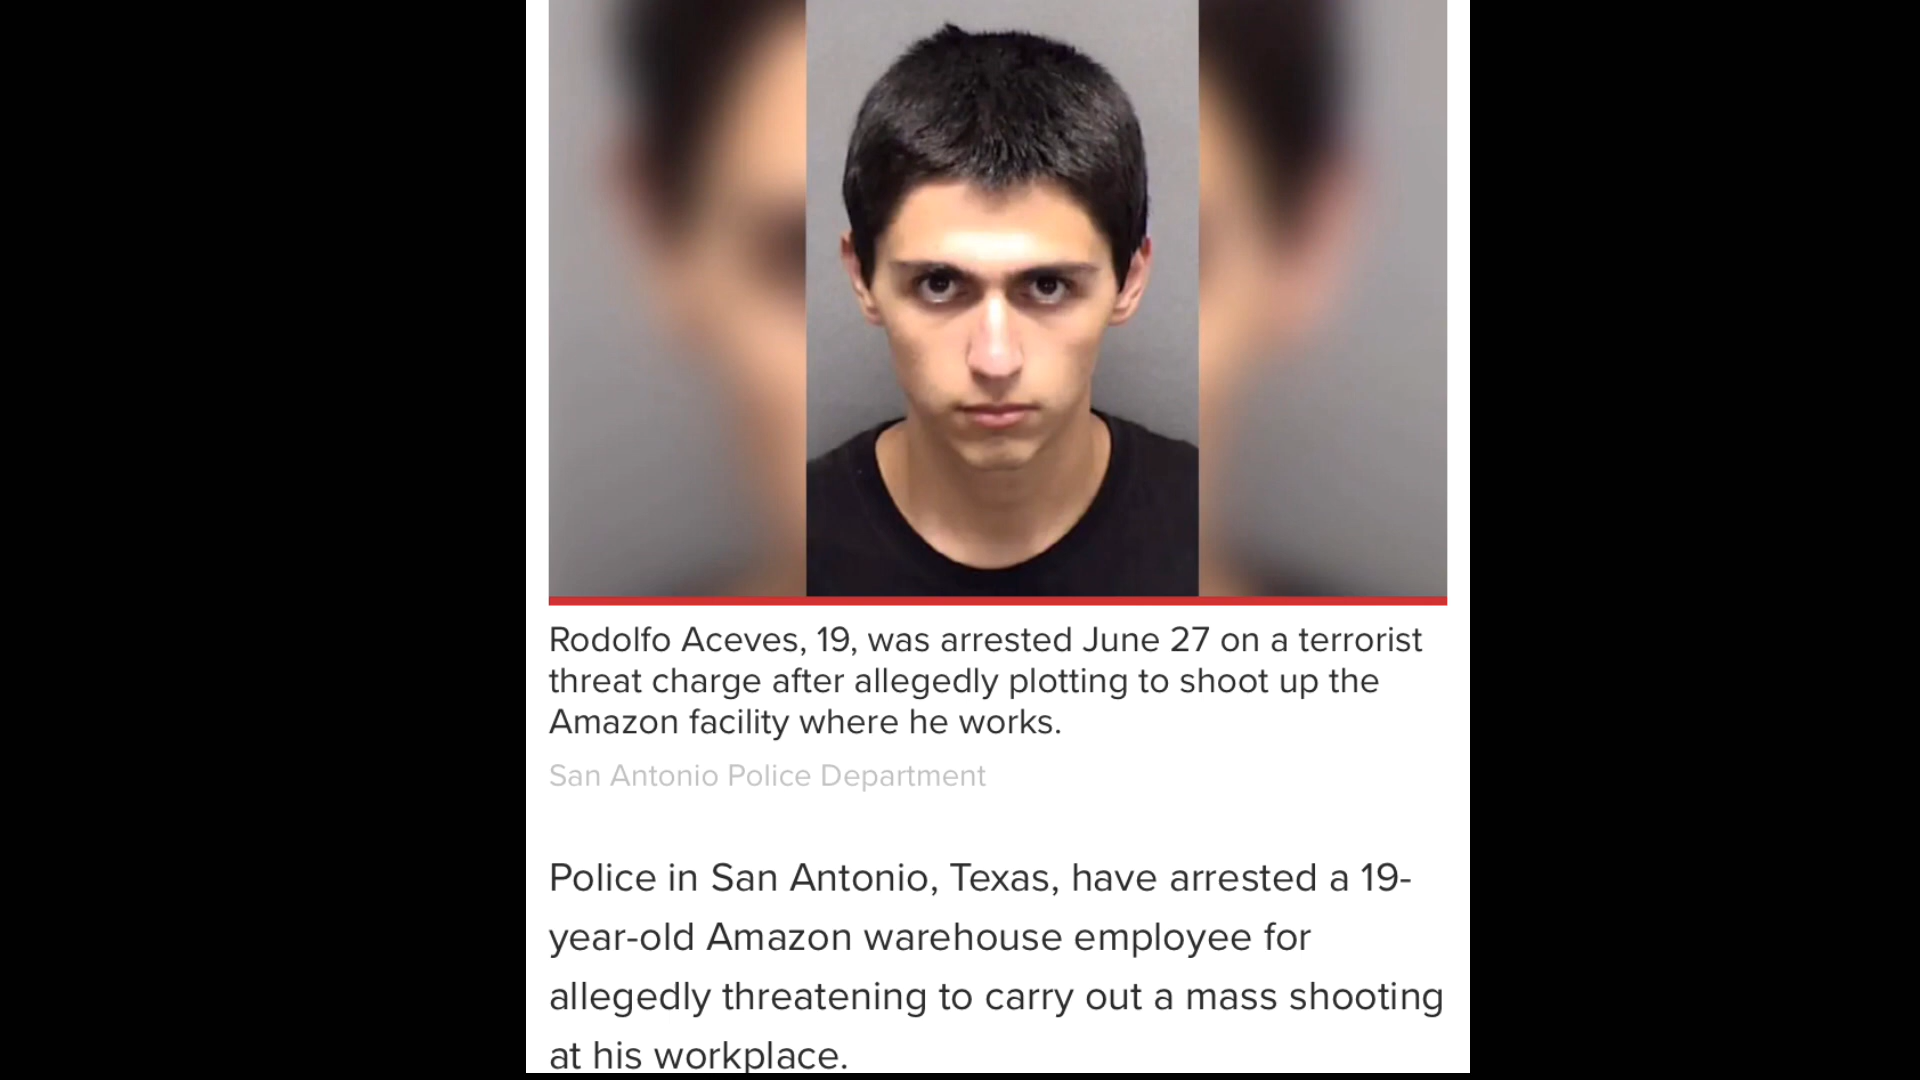 Rodolfo Aceves, 19, was arrested June 27 on a terrorist
threat charge after allegedly plotting to shoot up the
Amazon facility where he works.
San Antonio Police Department
Police in San Antonio, Texas, have arrested a 19-
year-old Amazon warehouse employee for
allegedly threatening to carry out a mass shooting
at his workplace.